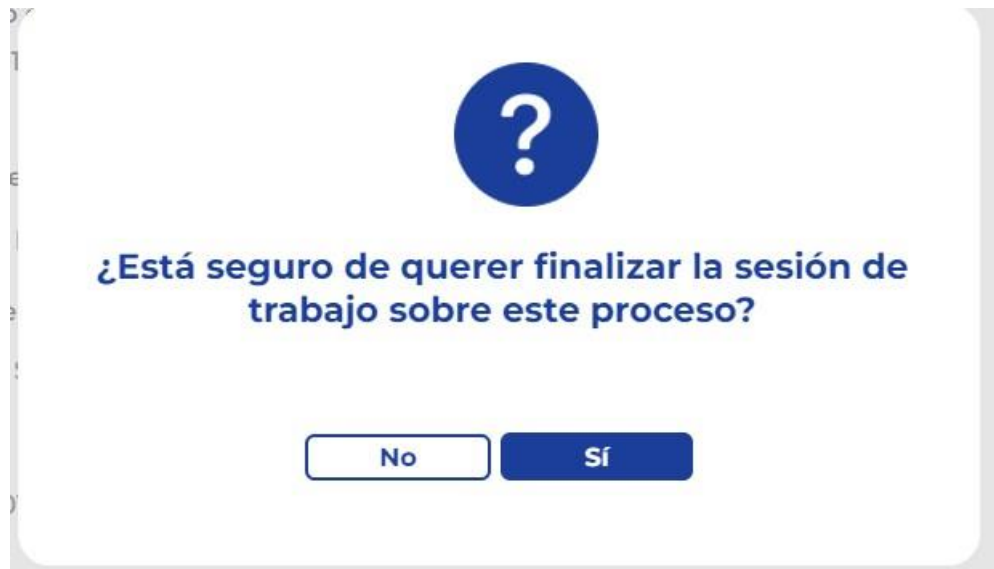 ?
¿Está seguro de querer finalizar la sesión de
trabajo sobre este proceso?
No
Sí